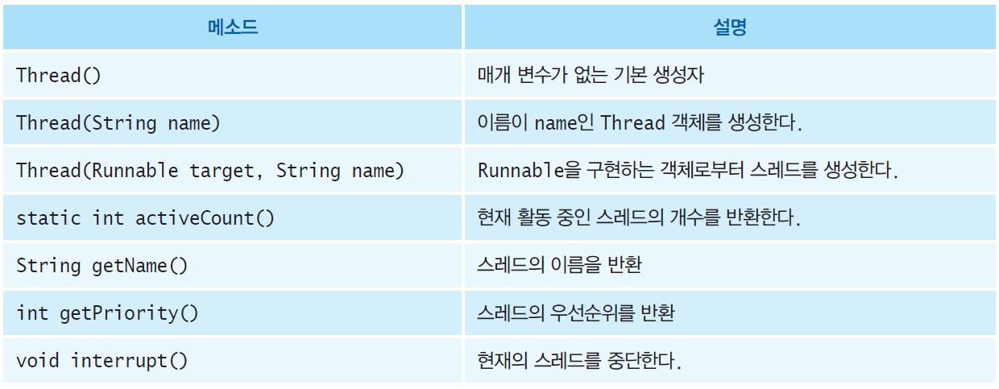 메소드 설명
Thread() 매개 변수가 없는 기본 생성자
Thread(String name) 이름이 name인 Thread 객체를 생성한다.
Thread(Runnable target, String name) Runnable을 구현하는 객체로부터 스레드를 생성한다.
static int activeCount() 현재 활동 중인 스레드의 개수를 반환한다.
String getName() 스레드의 이름을 반환
int getPriority() 스레드의 우선순위를 반환
void interrupt() 현재의 스레드를 중단한다.